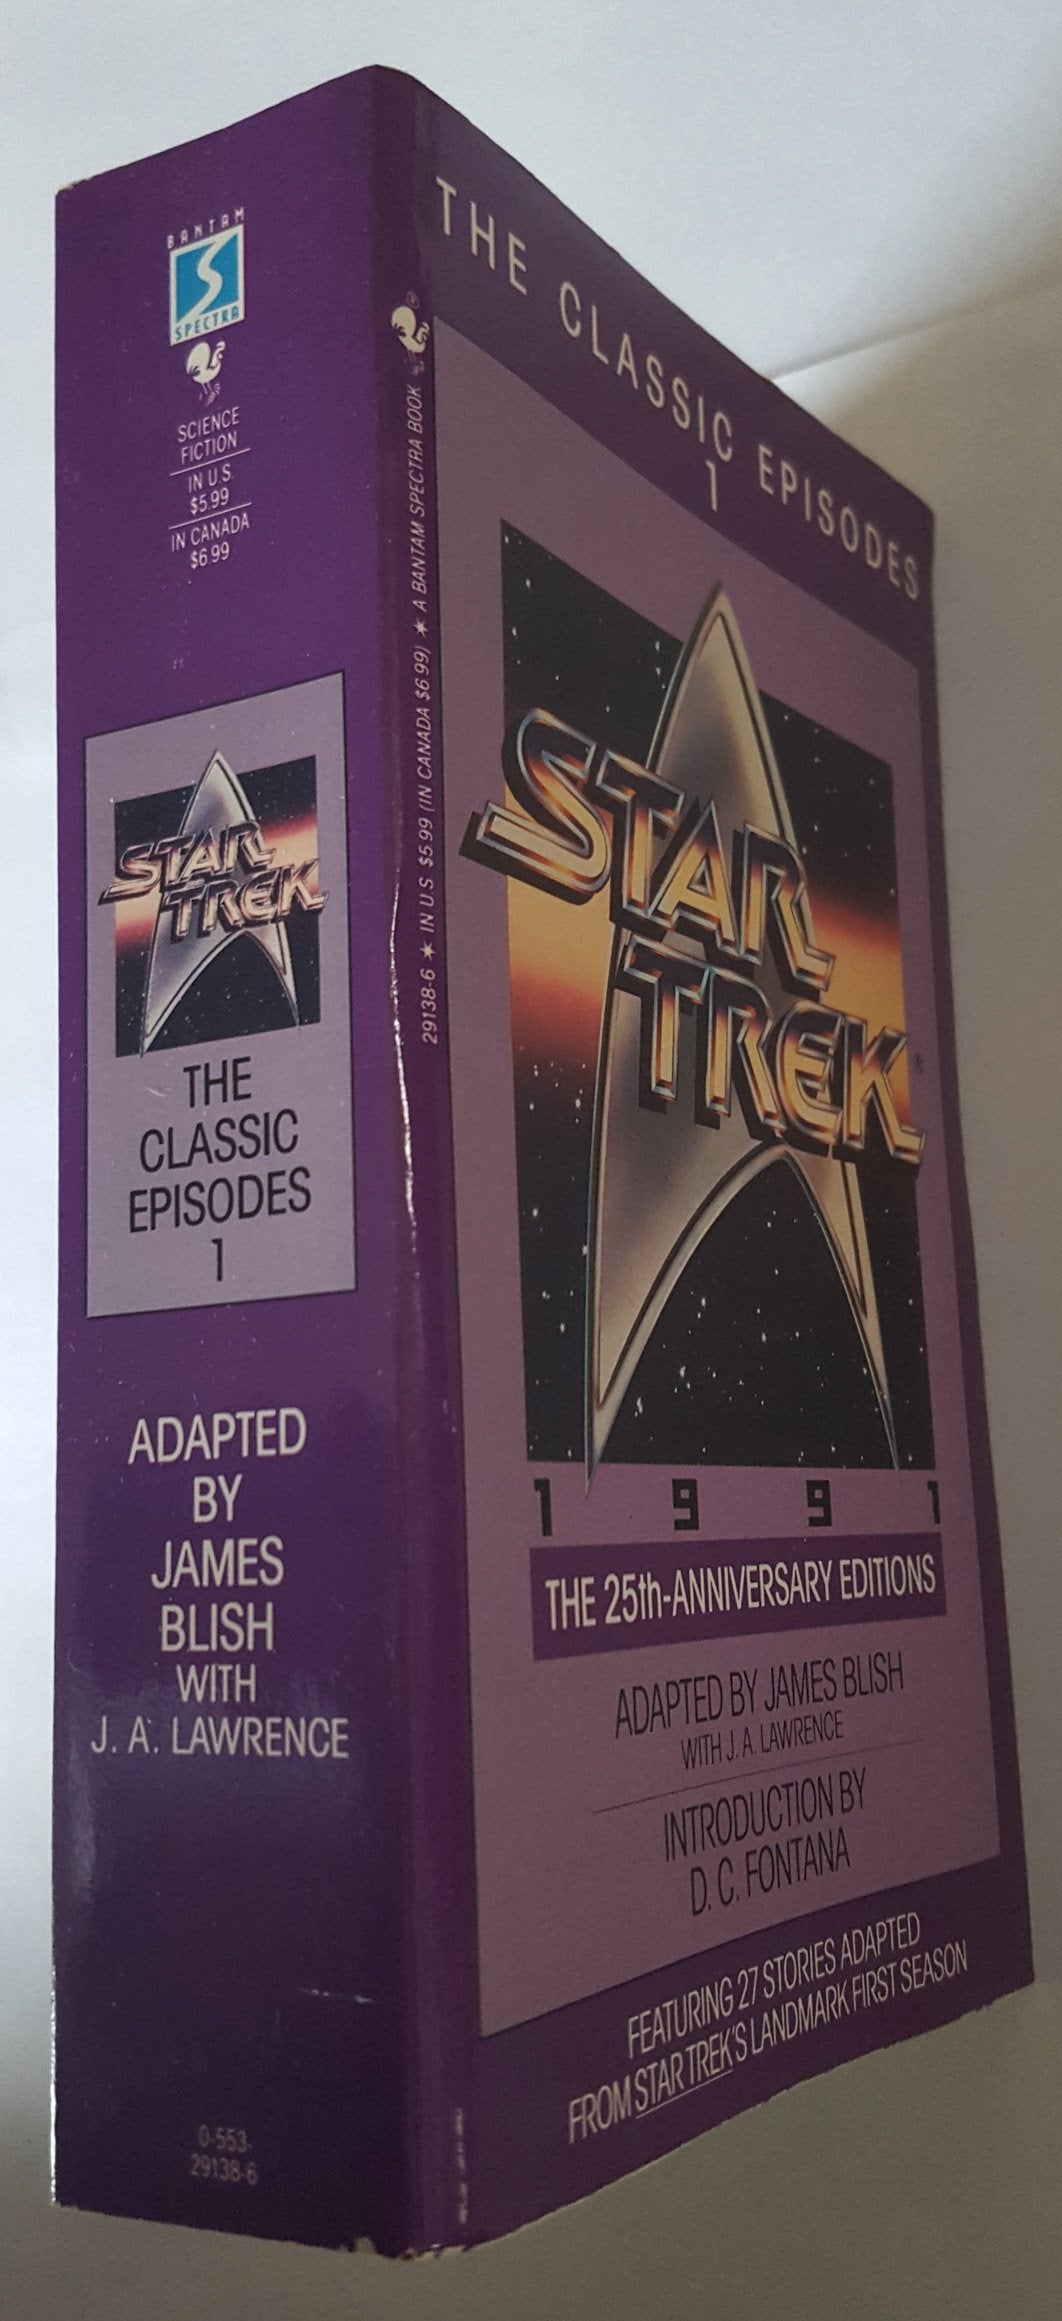 BANTAM
SPECTRA
SCIENCE
FICTION
IN U.S.
$5.99
IN CANADA
$6.99
STAR
TREK
THE
CLASSIC
EPISODES
1
ADAPTED
BY
JAMES
BLISH
WITH
J. A. LAWRENCE
0-553-
29138-6
29138-6 ★ IN U.S. $5.99 (IN CANADA $6.99) ★ A BANTAM SPECTRA BOOK
THE CLASSIC EPISODES
1
STAR
TREK®
1991
THE 25th-ANNIVERSARY EDITIONS
ADAPTED BY JAMES BLISH
WITH J. A. LAWRENCE
INTRODUCTION BY
D. C. FONTANA
FEATURING 27 STORIES ADAPTED
FROM STAR TREK'S LANDMARK FIRST SEASON